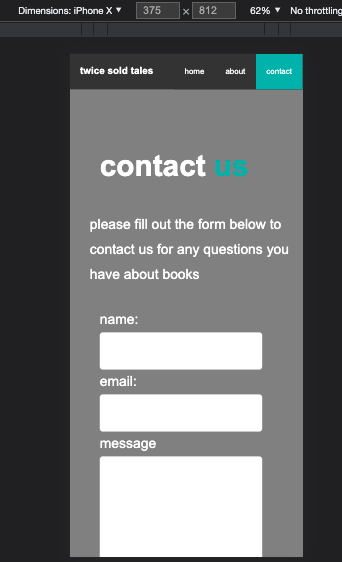 Dimensions: iPhone X ▼ 375 × 812 62% ▼ No throttling
twice sold tales home about contact
contact us
please fill out the form below to
contact us for any questions you
have about books
name:
email:
message